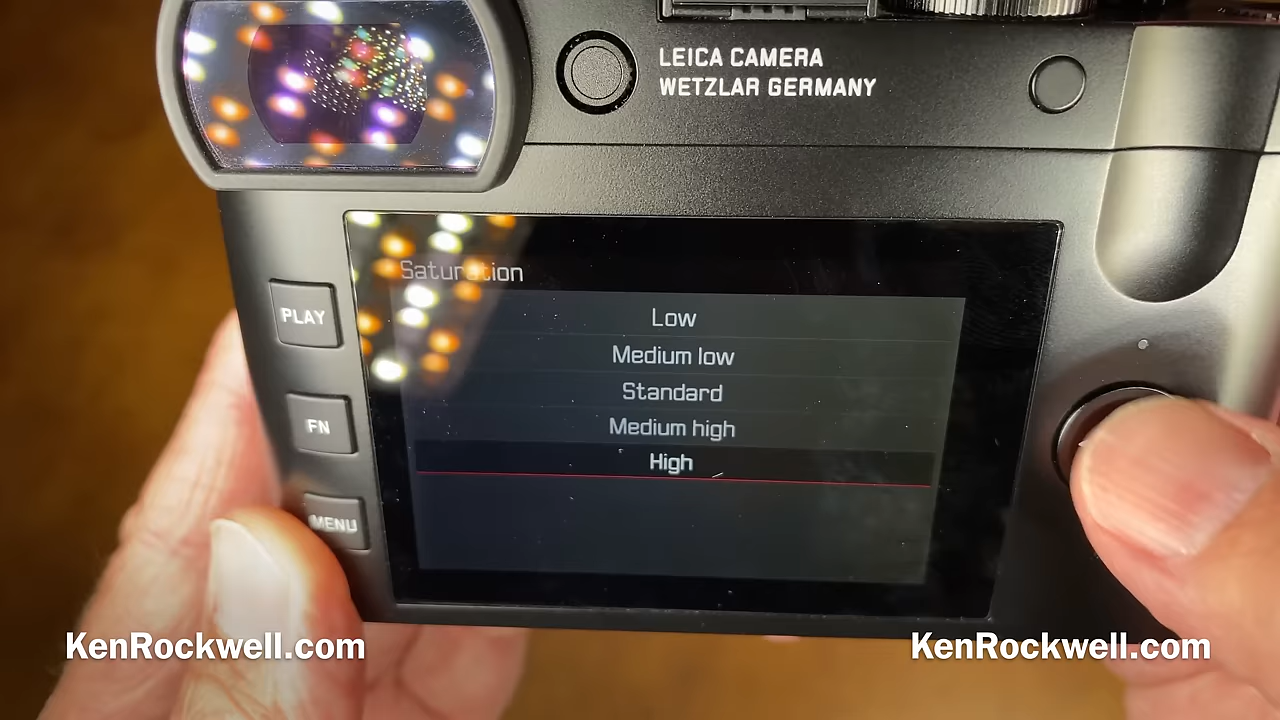 LEICA CAMERA
WETZLAR GERMANY
Saturation
Low
Medium low
Standard
Medium high
High
PLAY
FN
MENU
KenRockwell.com
KenRockwell.com